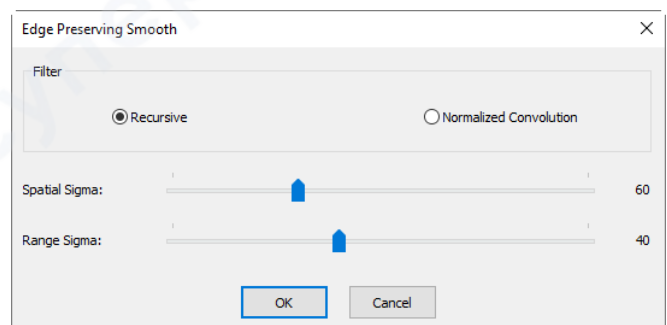 Edge Preserving Smooth
Filter
Recursive
Normalized Convolution
Spatial Sigma:
60
Range Sigma:
40
OK
Cancel